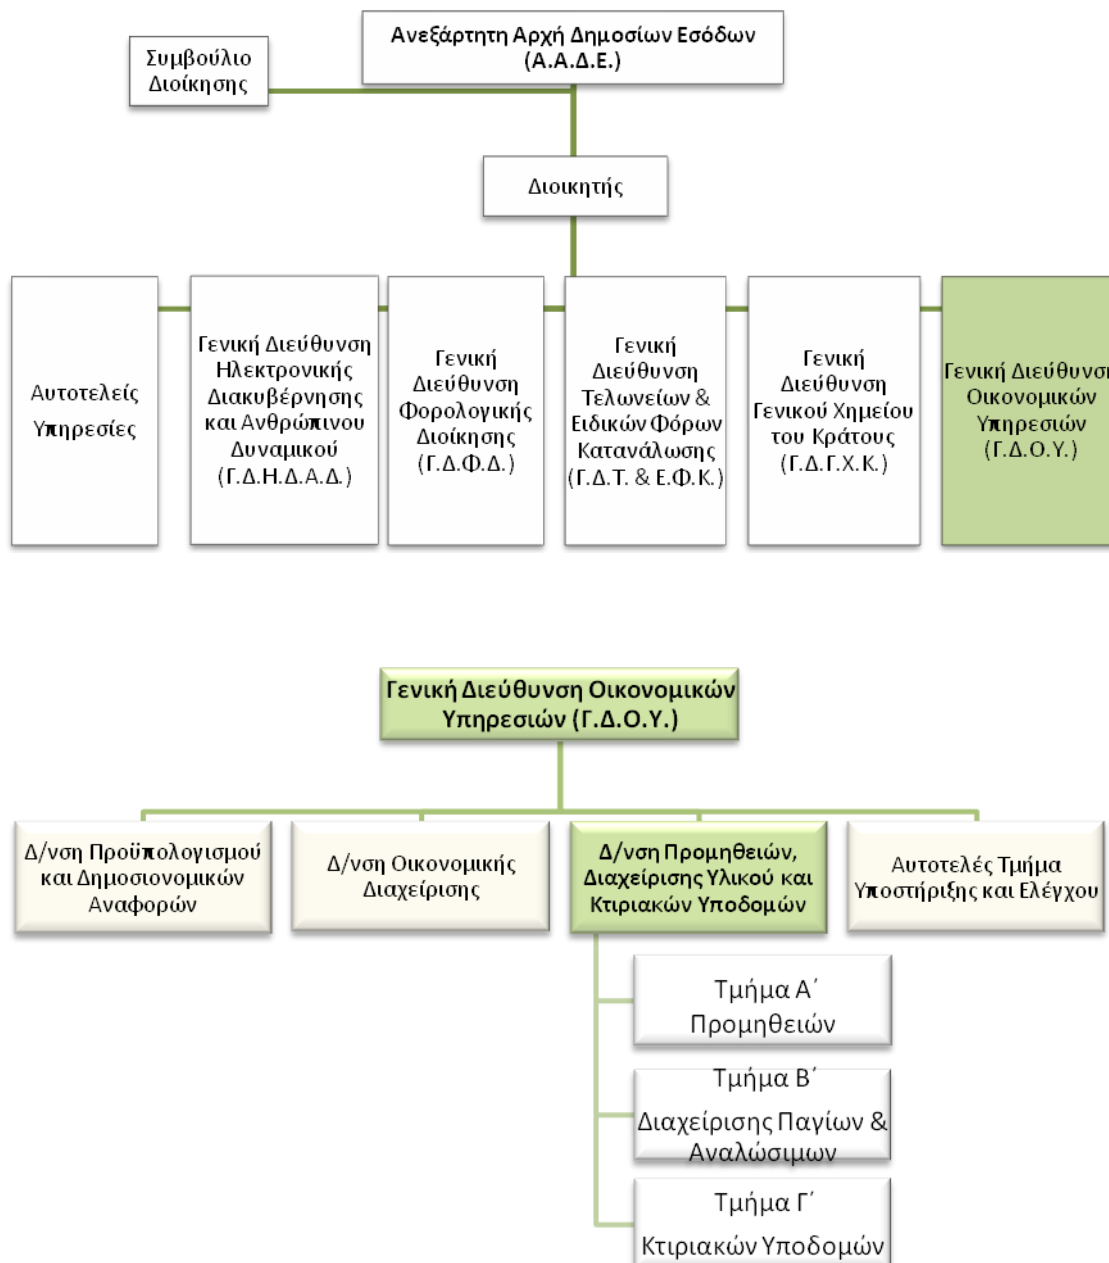 Ανεξάρτητη Αρχή Δημοσίων Εσόδων
(Α.Α.Δ.Ε.)
Συμβούλιο
Διοίκησης
Διοικητής
Αυτοτελείς
Υπηρεσίες
Γενική Διεύθυνση
Ηλεκτρονικής
Διακυβέρνησης
και Ανθρώπινου
Δυναμικού
(Γ.Δ.Η.Δ.Α.Δ.)
Γενική
Διεύθυνση
Φορολογικής
Διοίκησης
(Γ.Δ.Φ.Δ.)
Γενική
Διεύθυνση
Τελωνείων &
Ειδικών Φόρων
Κατανάλωσης
(Γ.Δ.Τ. & Ε.Φ.Κ.)
Γενική
Διεύθυνση
Γενικού Χημείου
του Κράτους
(Γ.Δ.Γ.Χ.Κ.)
Γενική Διεύθυνση
Οικονομικών
Υπηρεσιών
(Γ.Δ.Ο.Υ.)
Γενική Διεύθυνση Οικονομικών
Υπηρεσιών (Γ.Δ.Ο.Υ.)
Δ/νση Προϋπολογισμού
και Δημοσιονομικών
Αναφορών
Δ/νση Οικονομικής
Διαχείρισης
Δ/νση Προμηθειών,
Διαχείρισης Υλικού και
Κτιριακών Υποδομών
Αυτοτελές Τμήμα
Υποστήριξης και Ελέγχου
Τμήμα Α΄
Προμηθειών
Τμήμα Β΄
Διαχείρισης Παγίων &
Αναλώσιμων
Τμήμα Γ΄
Κτιριακών Υποδομών